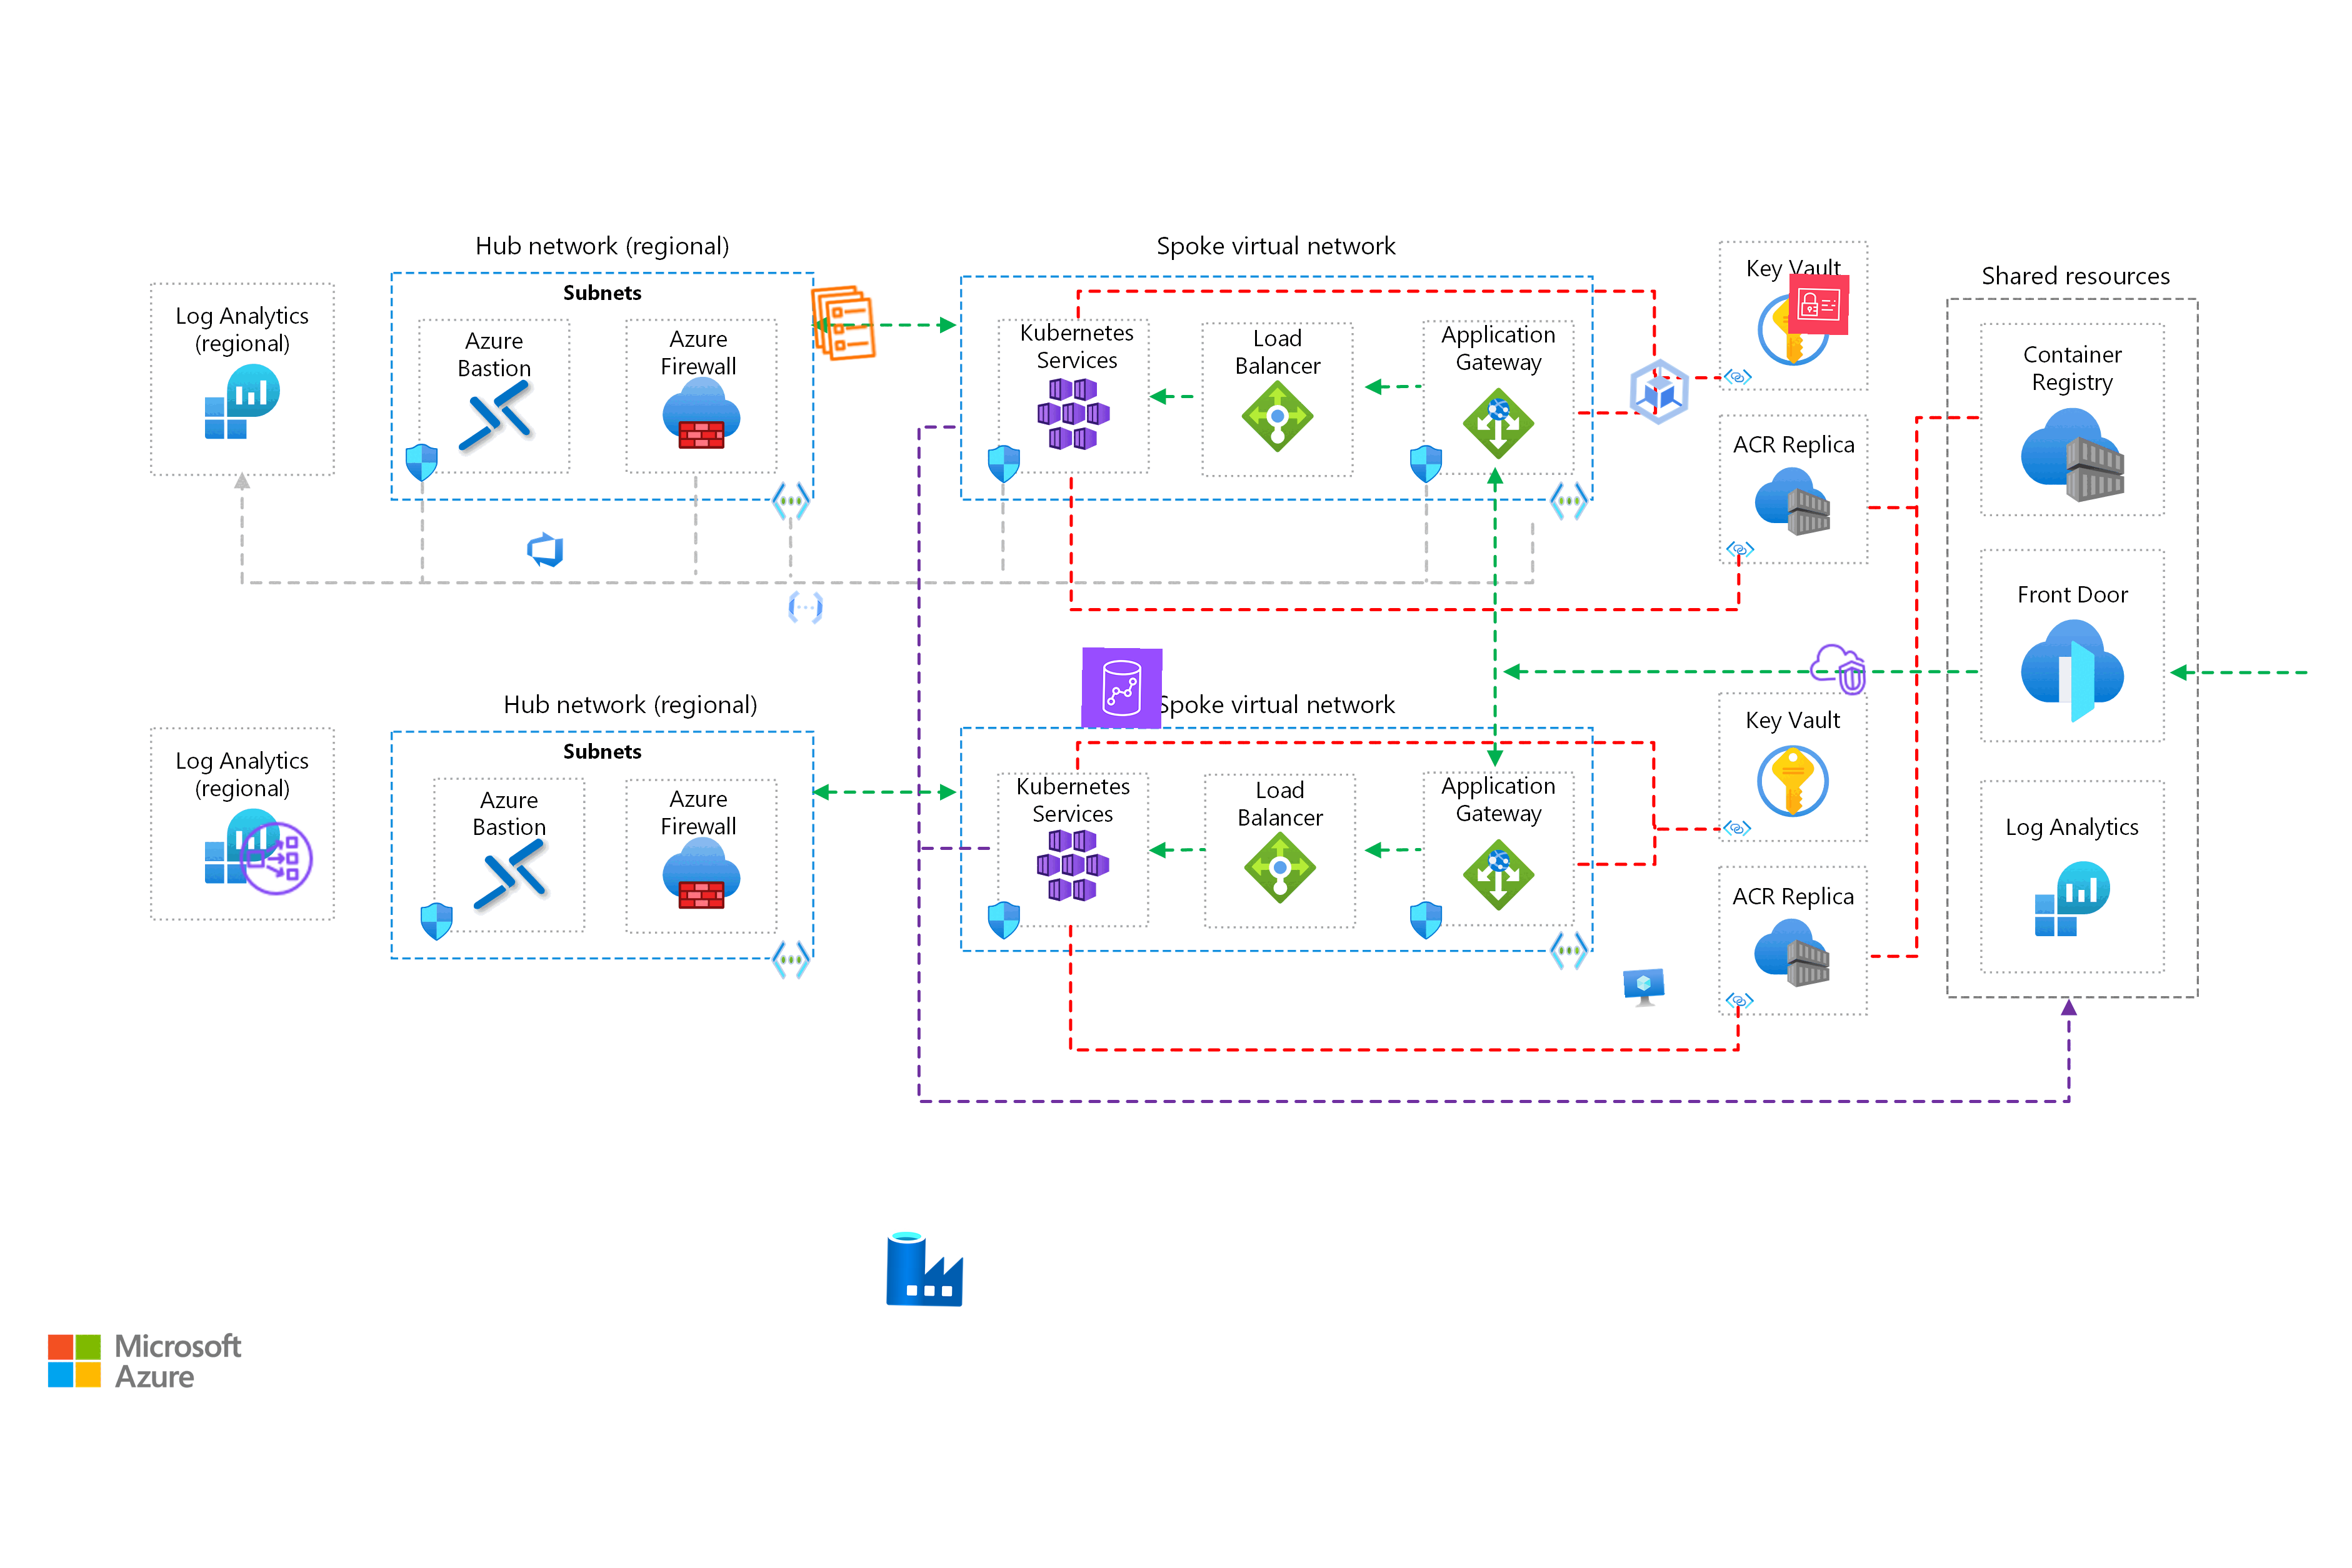 Hub network (regional)
Spoke virtual network
Shared resources
Log Analytics
(regional)
Subnets
Azure
Bastion
Azure
Firewall
Kubernetes
Services
Load
Balancer
Application
Gateway
Key Vault
ACR Replica
Container
Registry
Front Door
Log Analytics
Hub network (regional)
Spoke virtual network
Log Analytics
(regional)
Subnets
Azure
Bastion
Azure
Firewall
Kubernetes
Services
Load
Balancer
Application
Gateway
Key Vault
ACR Replica
Microsoft
Azure